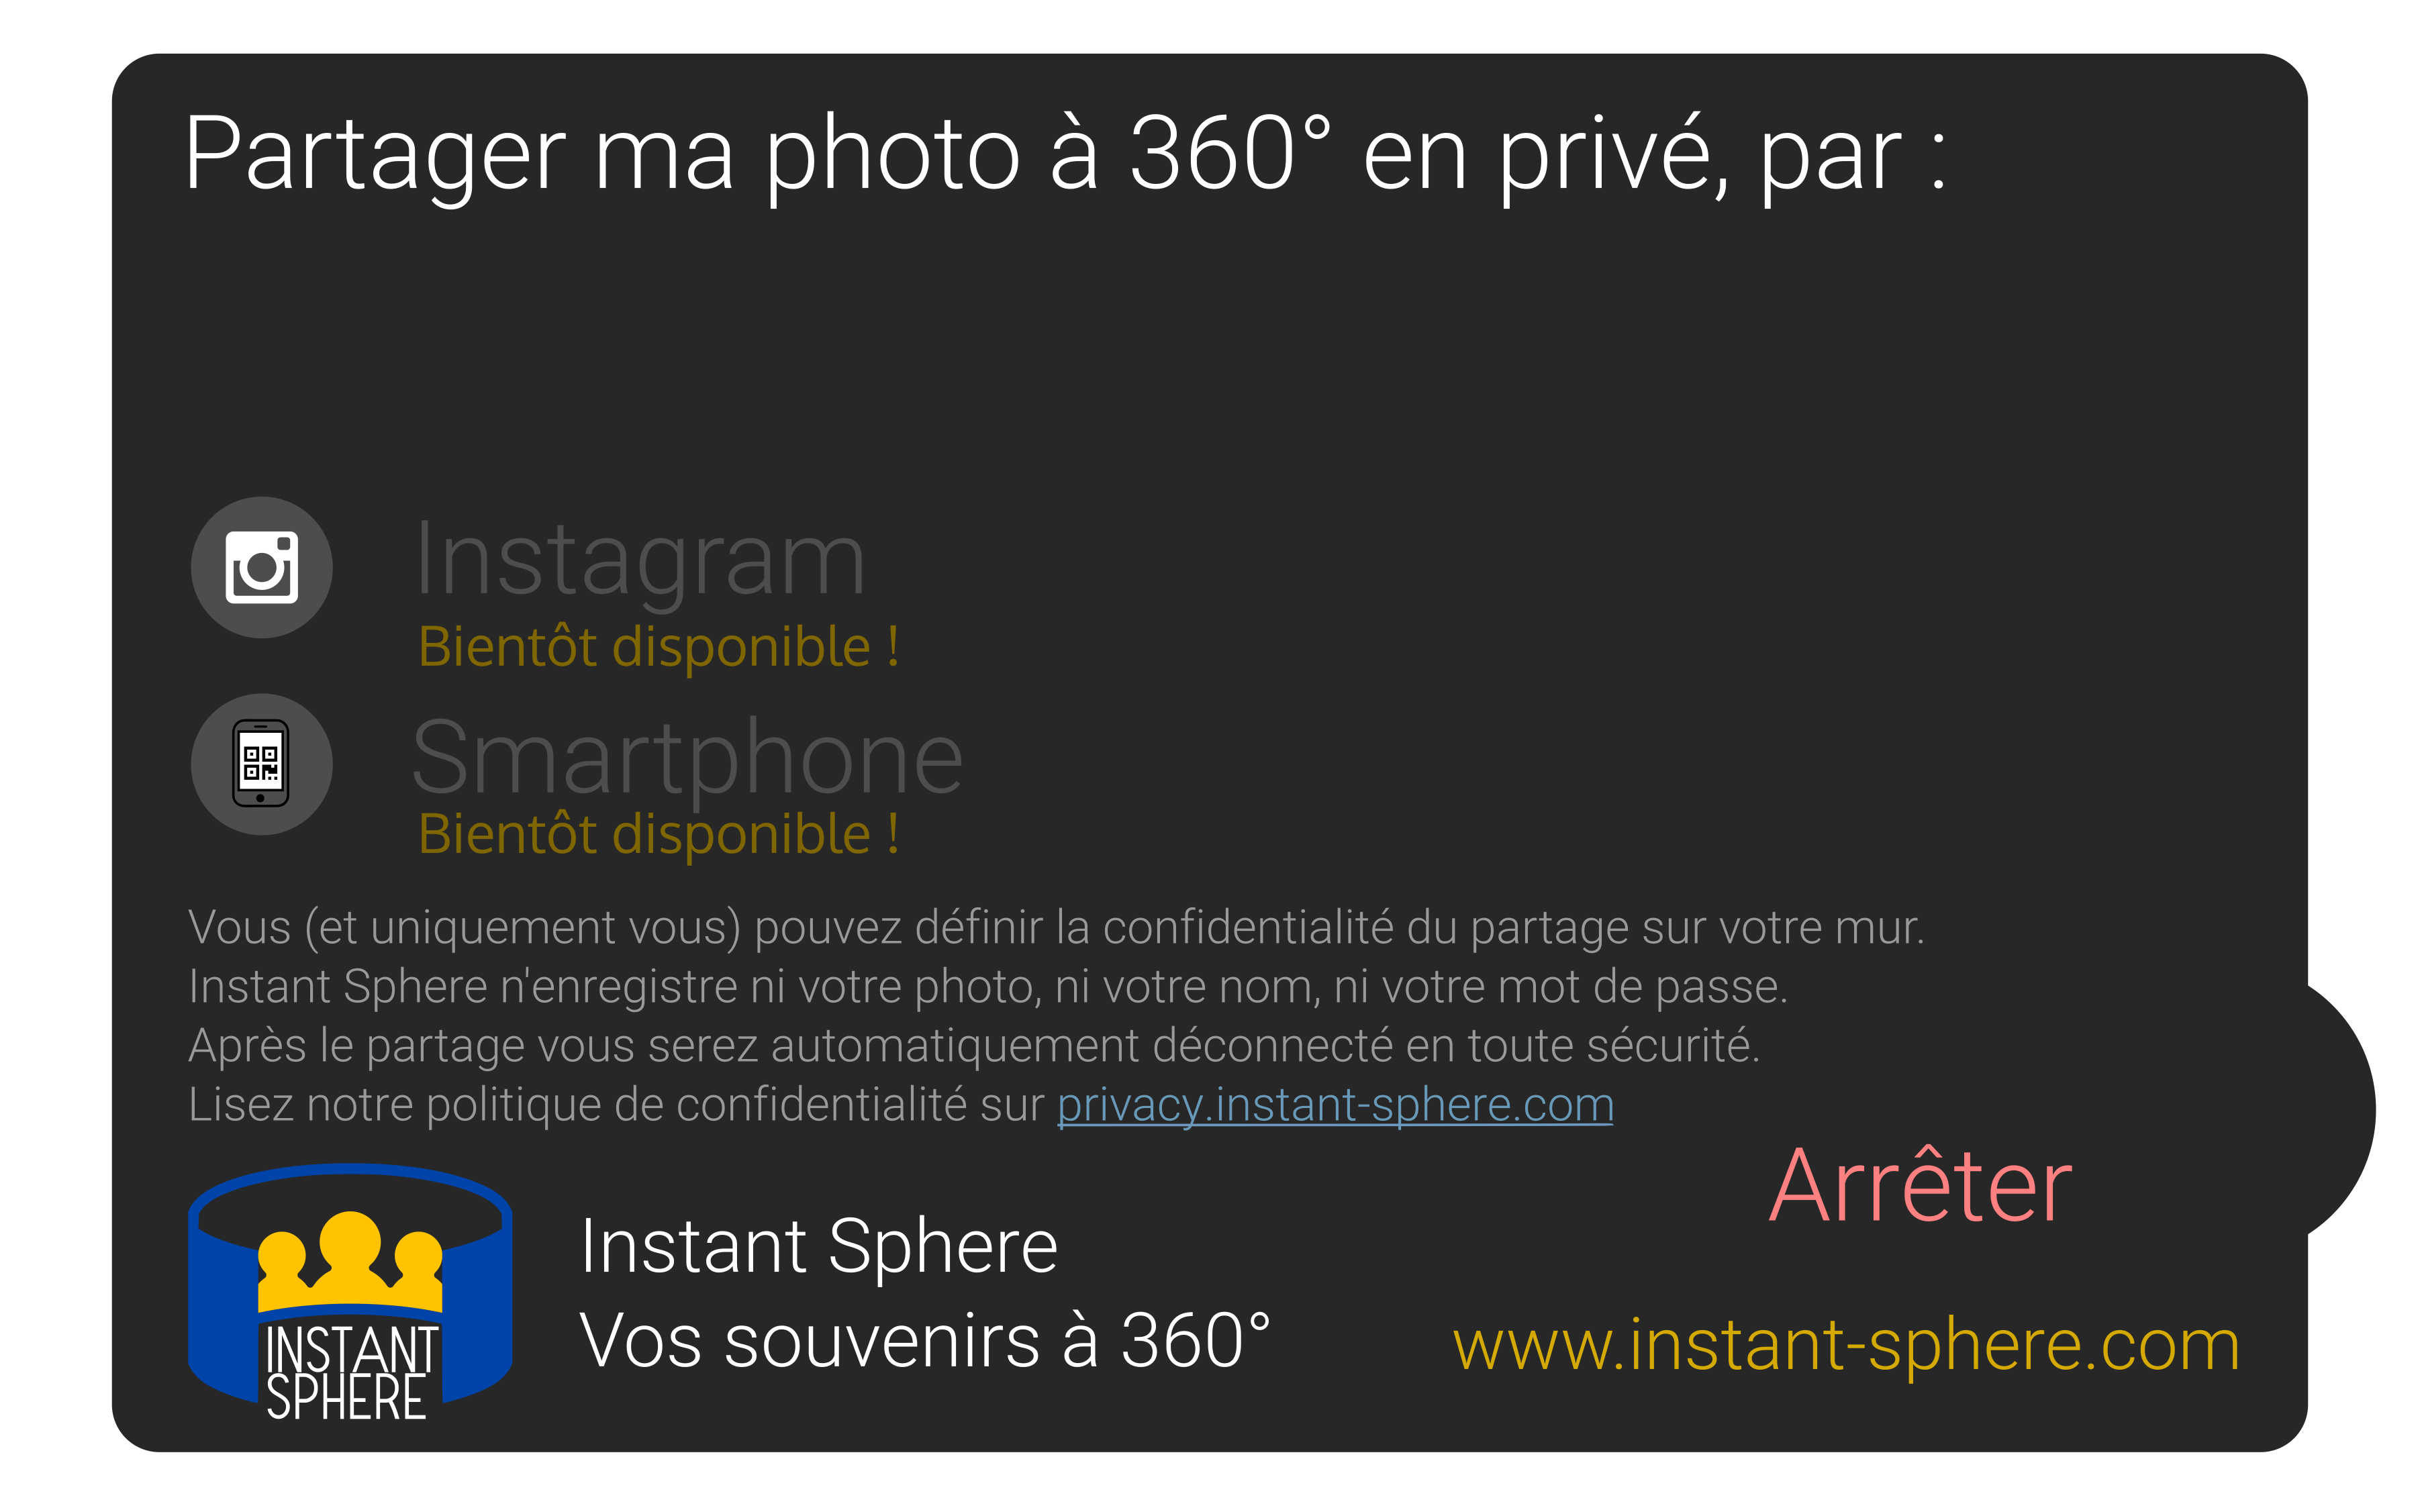 Partager ma photo à 360° en privé, par :
Instagram
Bientôt disponible !
Smartphone
Bientôt disponible !
Vous (et uniquement vous) pouvez définir la confidentialité du partage sur votre mur.
Instant Sphere n'enregistre ni votre photo, ni votre nom, ni votre mot de passe.
Après le partage vous serez automatiquement déconnecté en toute sécurité.
Lisez notre politique de confidentialité sur privacy.instant-sphere.com
Arrêter
INSTANT
SPHERE
Instant Sphere
Vos souvenirs à 360°
www.instant-sphere.com